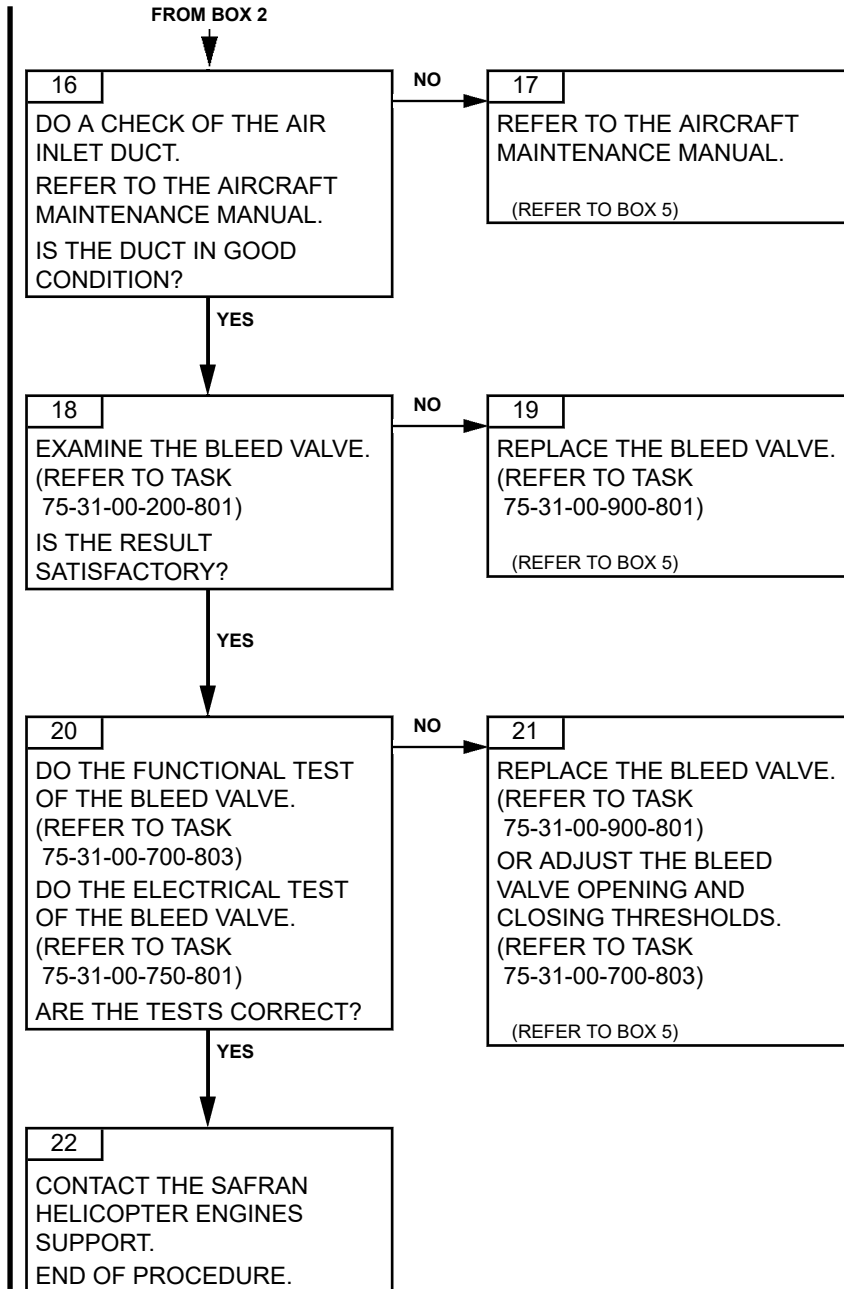 FROM BOX 2
16
DO A CHECK OF THE AIR
INLET DUCT.
REFER TO THE AIRCRAFT
MAINTENANCE MANUAL.
IS THE DUCT IN GOOD
CONDITION?
NO
17
REFER TO THE AIRCRAFT
MAINTENANCE MANUAL.
(REFER TO BOX 5)
YES
18
EXAMINE THE BLEED VALVE.
(REFER TO TASK
75-31-00-200-801)
IS THE RESULT
SATISFACTORY?
NO
19
REPLACE THE BLEED VALVE.
(REFER TO TASK
75-31-00-900-801)
(REFER TO BOX 5)
YES
20
DO THE FUNCTIONAL TEST
OF THE BLEED VALVE.
(REFER TO TASK
75-31-00-700-803)
DO THE ELECTRICAL TEST
OF THE BLEED VALVE.
(REFER TO TASK
75-31-00-750-801)
ARE THE TESTS CORRECT?
NO
21
REPLACE THE BLEED VALVE.
(REFER TO TASK
75-31-00-900-801)
OR ADJUST THE BLEED
VALVE OPENING AND
CLOSING THRESHOLDS.
(REFER TO TASK
75-31-00-700-803)
(REFER TO BOX 5)
YES
22
CONTACT THE SAFRAN
HELICOPTER ENGINES
SUPPORT.
END OF PROCEDURE.